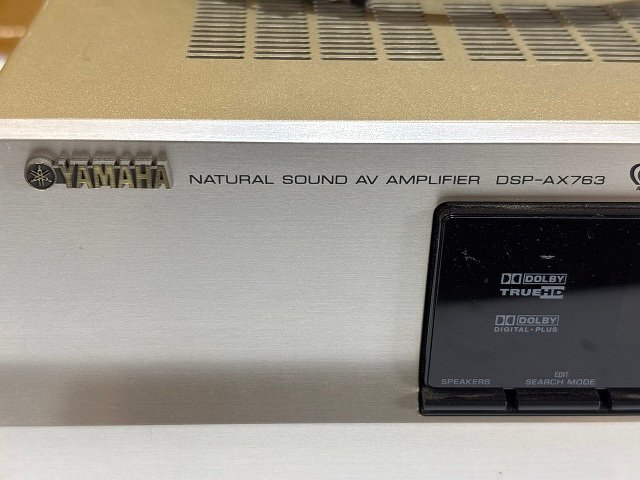 YAMAHA NATURAL SOUND AV AMPLIFIER DSP-AX763
DOLBY
TRUEHD
DOLBY
DIGITAL-PLUS
EDIT
SPEAKERS SEARCH MODE